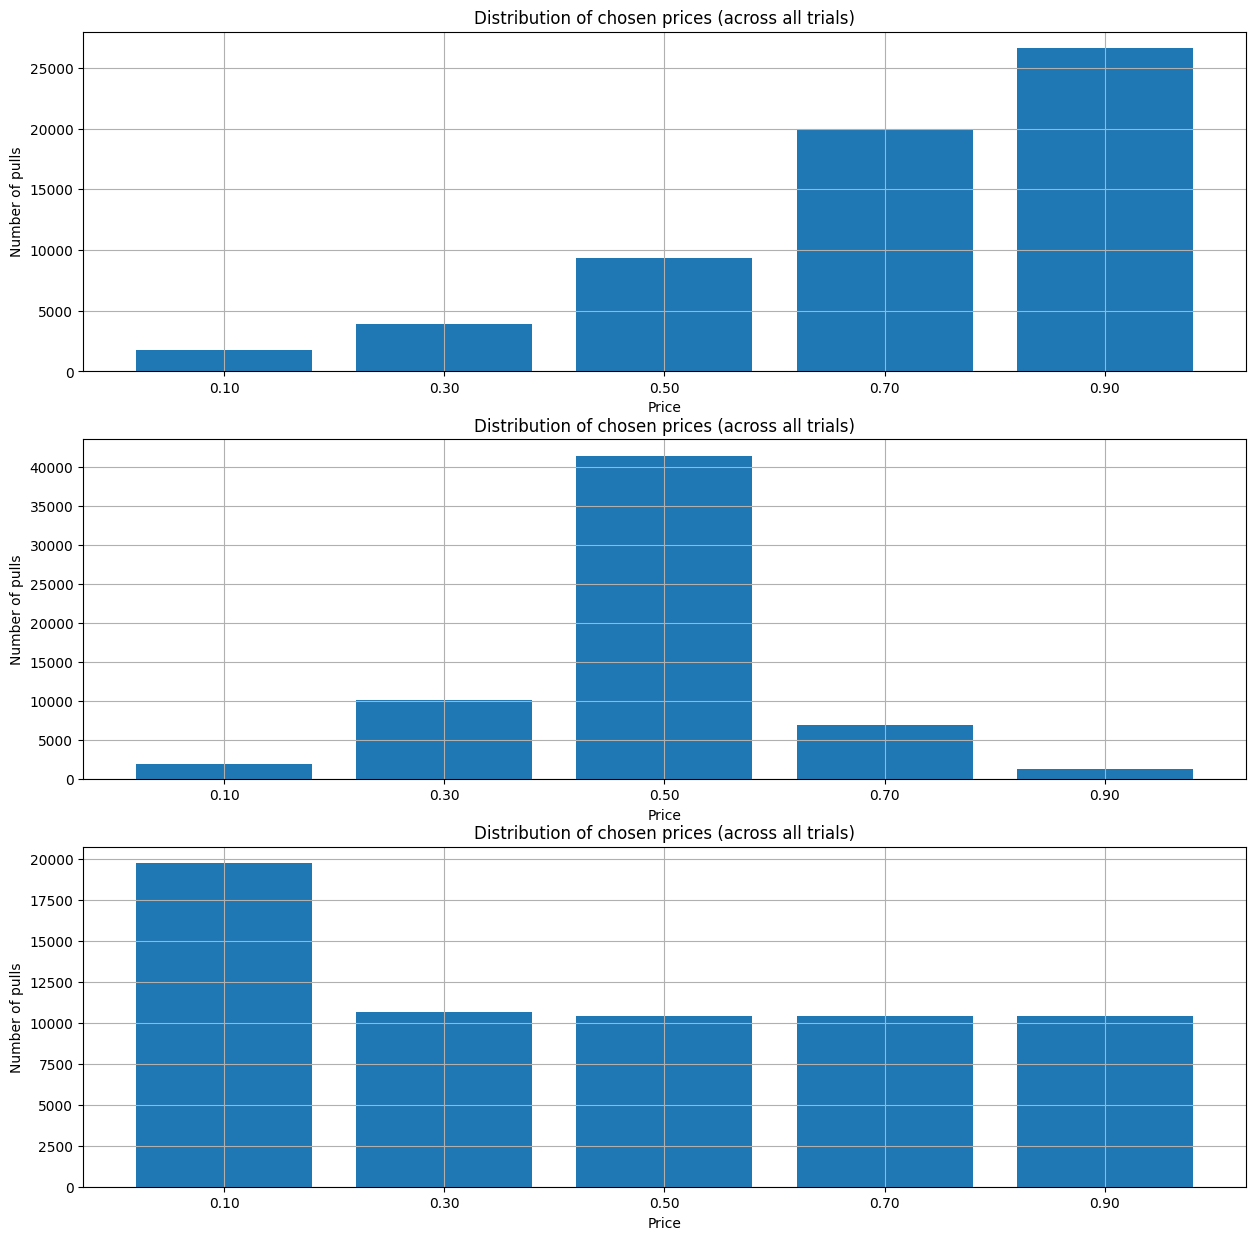 Distribution of chosen prices (across all trials)
25000
20000
15000
10000
5000
0
Number of pulls
0.10 0.30 0.50 0.70 0.90
Price
Distribution of chosen prices (across all trials)
40000
35000
30000
25000
20000
15000
10000
5000
0
Number of pulls
0.10 0.30 0.50 0.70 0.90
Price
Distribution of chosen prices (across all trials)
20000
17500
15000
12500
10000
7500
5000
2500
0
Number of pulls
0.10 0.30 0.50 0.70 0.90
Price